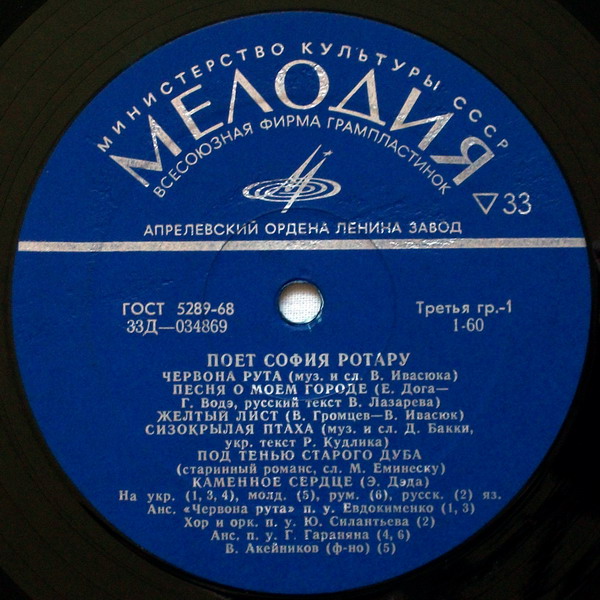 МИНИСТЕРСТВО КУЛЬТУРЫ СССР
МЕЛОДИЯ
ВСЕСОЮЗНАЯ ФИРМА ГРАМПЛАСТИНОК
▽33
АПРЕЛЕВСКИЙ ОРДЕНА ЛЕНИНА ЗАВОД
ГОСТ 5289-68 Третья гр.-1
33Д—034869 1-60
ПОЕТ СОФИЯ РОТАРУ
ЧЕРВОНА РУТА (муз. и сл. В. Ивасюка)
ПЕСНЯ О МОЕМ ГОРОДЕ (Е. Дога—
Г. Водэ, русский текст В. Лазарева)
ЖЕЛТЫЙ ЛИСТ (В. Громцев—В. Ивасюк)
СИЗОКРЫЛАЯ ПТАХА (муз. и сл. Д. Бакки,
укр. текст Р. Кудлика)
ПОД ТЕНЬЮ СТАРОГО ДУБА
(старинный романс, сл. М. Еминеску)
КАМЕННОЕ СЕРДЦЕ (Э. Дэда)
На укр. (1, 3, 4), молд. (5), рум. (6), русск. (2) яз.
Анс. «Червона рута» п. у. Евдокименко (1, 3)
Хор и орк. п. у. Ю. Силантьева (2)
Анс. п. у. Г. Гараняна (4, 6)
В. Акейников (ф-но) (5)